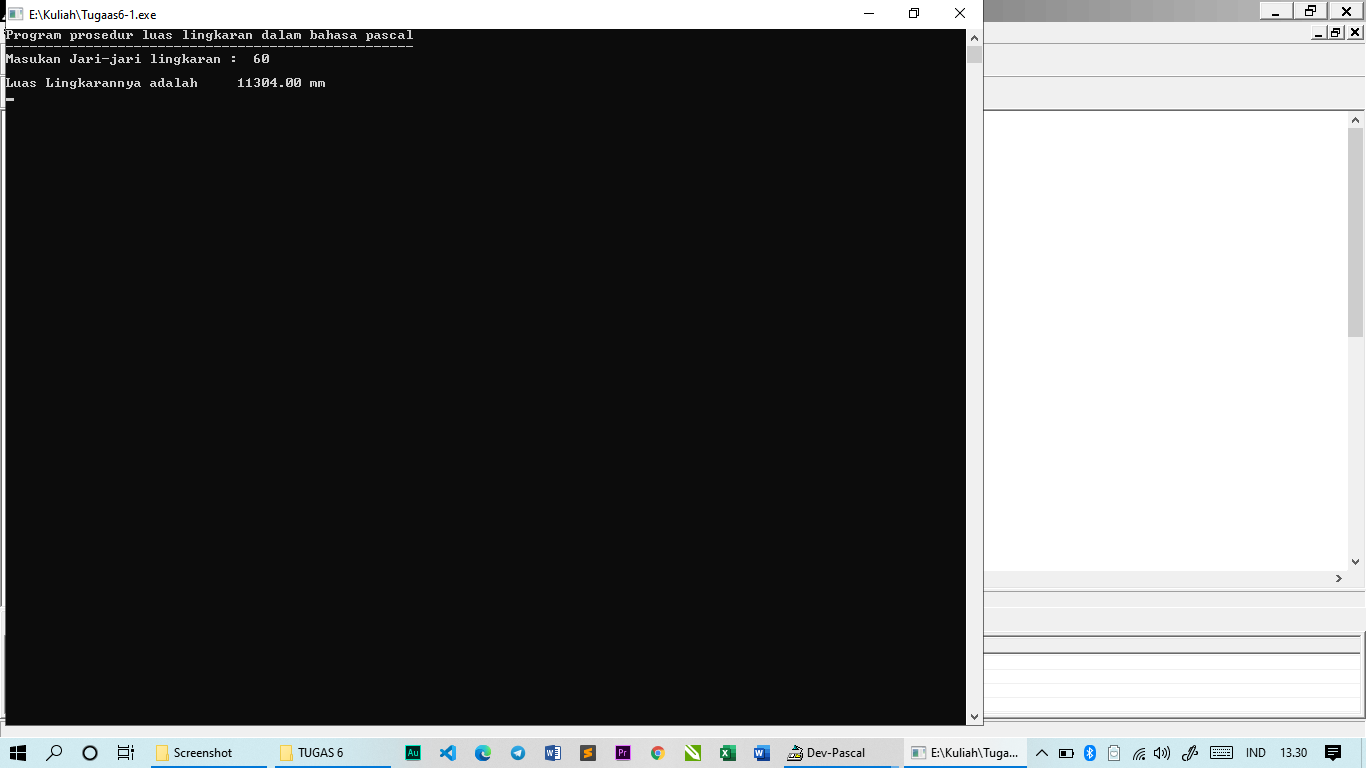 E:\Kuliah\Tugaas6-1.exe
Program prosedur luas lingkaran dalam bahasa pascal
---------------------------------------------------
Masukan Jari-jari lingkaran :  60
Luas Lingkarannya adalah     11304.00 mm
Screenshot
TUGAS 6
Au
Pr
Dev-Pascal
E:\Kuliah\Tuga...
IND
13.30